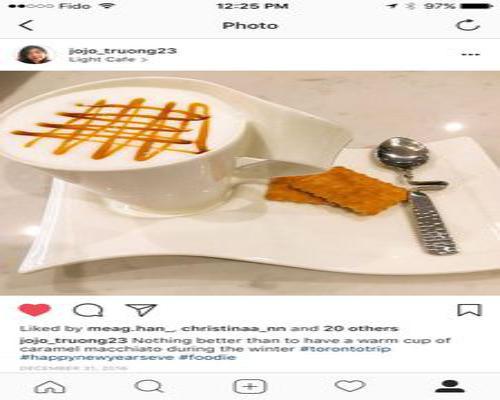 Fido 12:25 PM 97%
Photo
jojo_truong23
Light Cafe >
Liked by meag.han_, christinaa_nn and 20 others
jojo_truong23 Nothing better than to have a warm cup of
caramel macchiato during the winter #torontotrip
#happynewyearseve #foodie
DECEMBER 31, 2016